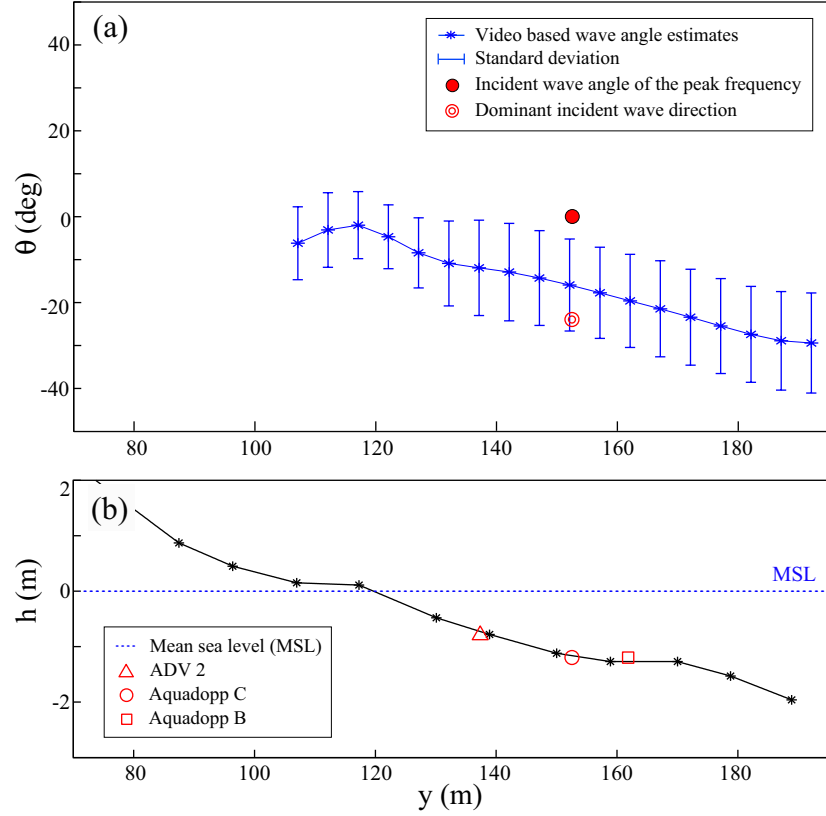 (a)
Video based wave angle estimates
Standard deviation
Incident wave angle of the peak frequency
Dominant incident wave direction
40
20
0
-20
-40
θ (deg)
80
100
120
140
160
180
(b)
2
0
-2
h (m)
MSL
Mean sea level (MSL)
ADV 2
Aquadopp C
Aquadopp B
80
100
120
140
160
180
y (m)